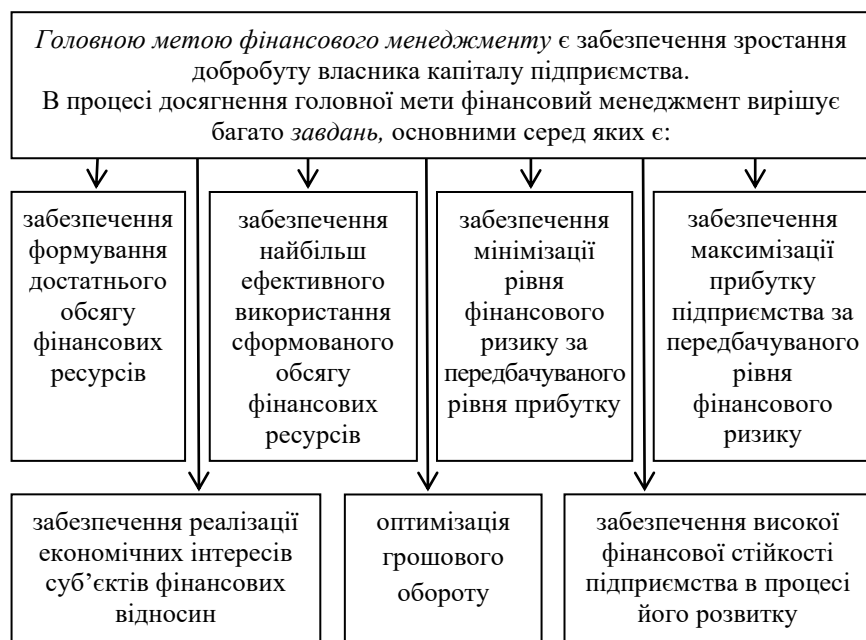 Головною метою фінансового менеджменту є забезпечення зростання
добробуту власника капіталу підприємства.
В процесі досягнення головної мети фінансовий менеджмент вирішує
багато завдань, основними серед яких є:
забезпечення
формування
достатнього
обсягу
фінансових
ресурсів
забезпечення
найбільш
ефективного
використання
сформованого
обсягу
фінансових
ресурсів
забезпечення
мінімізації
рівня
фінансового
ризику за
передбачуваного
рівня прибутку
забезпечення
максимізації
прибутку
підприємства за
передбачуваного
рівня
фінансового
ризику
забезпечення реалізації
економічних інтересів
суб’єктів фінансових
відносин
оптимізація
грошового
обороту
забезпечення високої
фінансової стійкості
підприємства в процесі
його розвитку